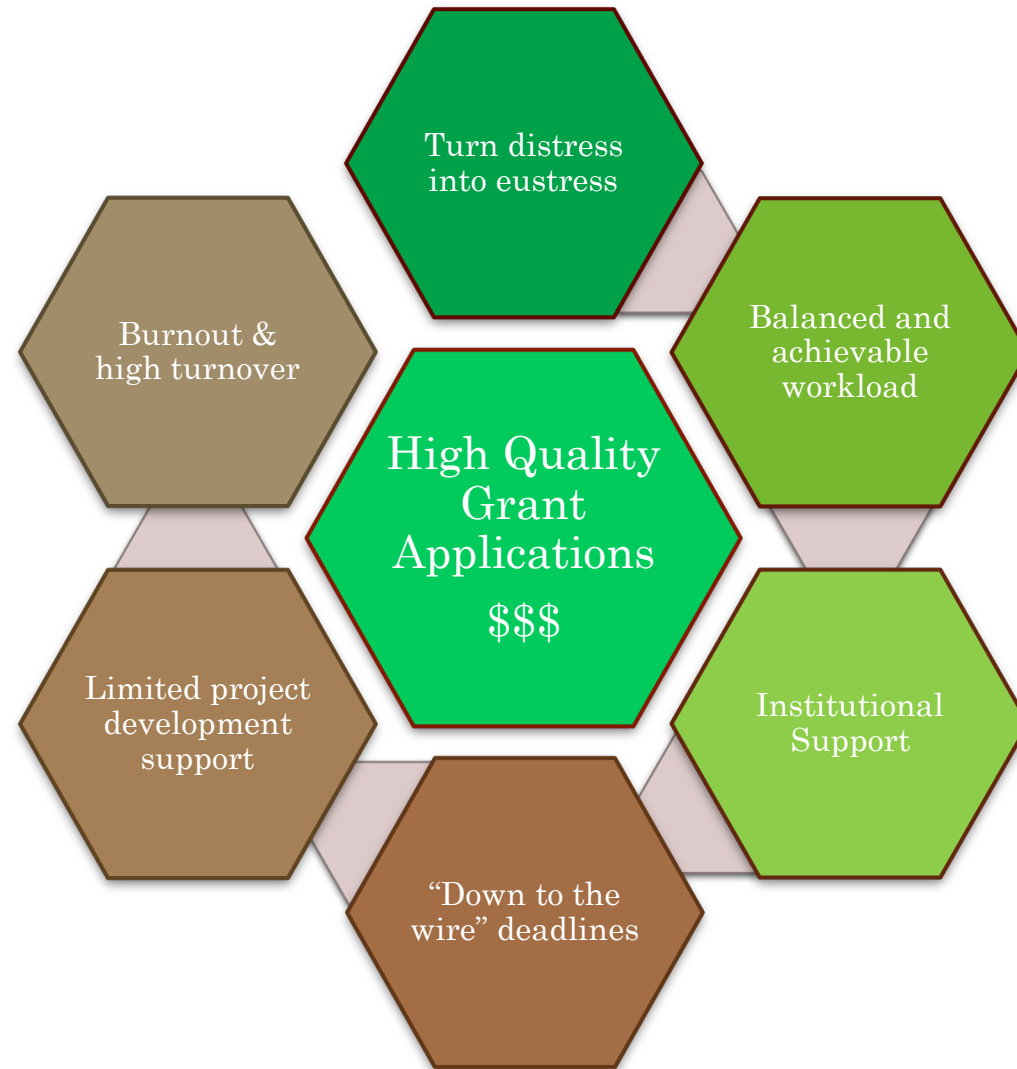 Turn distress
into eustress
Balanced and
achievable
workload
Institutional
Support
“Down to the
wire” deadlines
Limited project
development
support
Burnout &
high turnover
High Quality
Grant
Applications
$$$